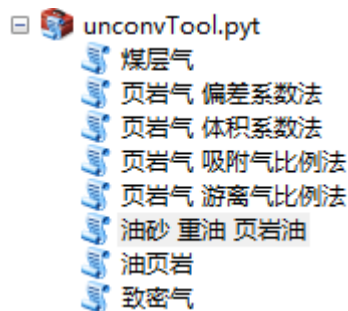 unconvTool.pyt
煤层气
页岩气 偏差系数法
页岩气 体积系数法
页岩气 吸附气比例法
页岩气 游离气比例法
油砂 重油 页岩油
油页岩
致密气